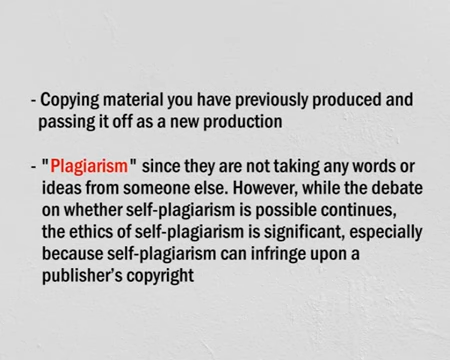 - Copying material you have previously produced and
passing it off as a new production
- "Plagiarism" since they are not taking any words or
ideas from someone else. However, while the debate
on whether self-plagiarism is possible continues,
the ethics of self-plagiarism is significant, especially
because self-plagiarism can infringe upon a
publisher's copyright